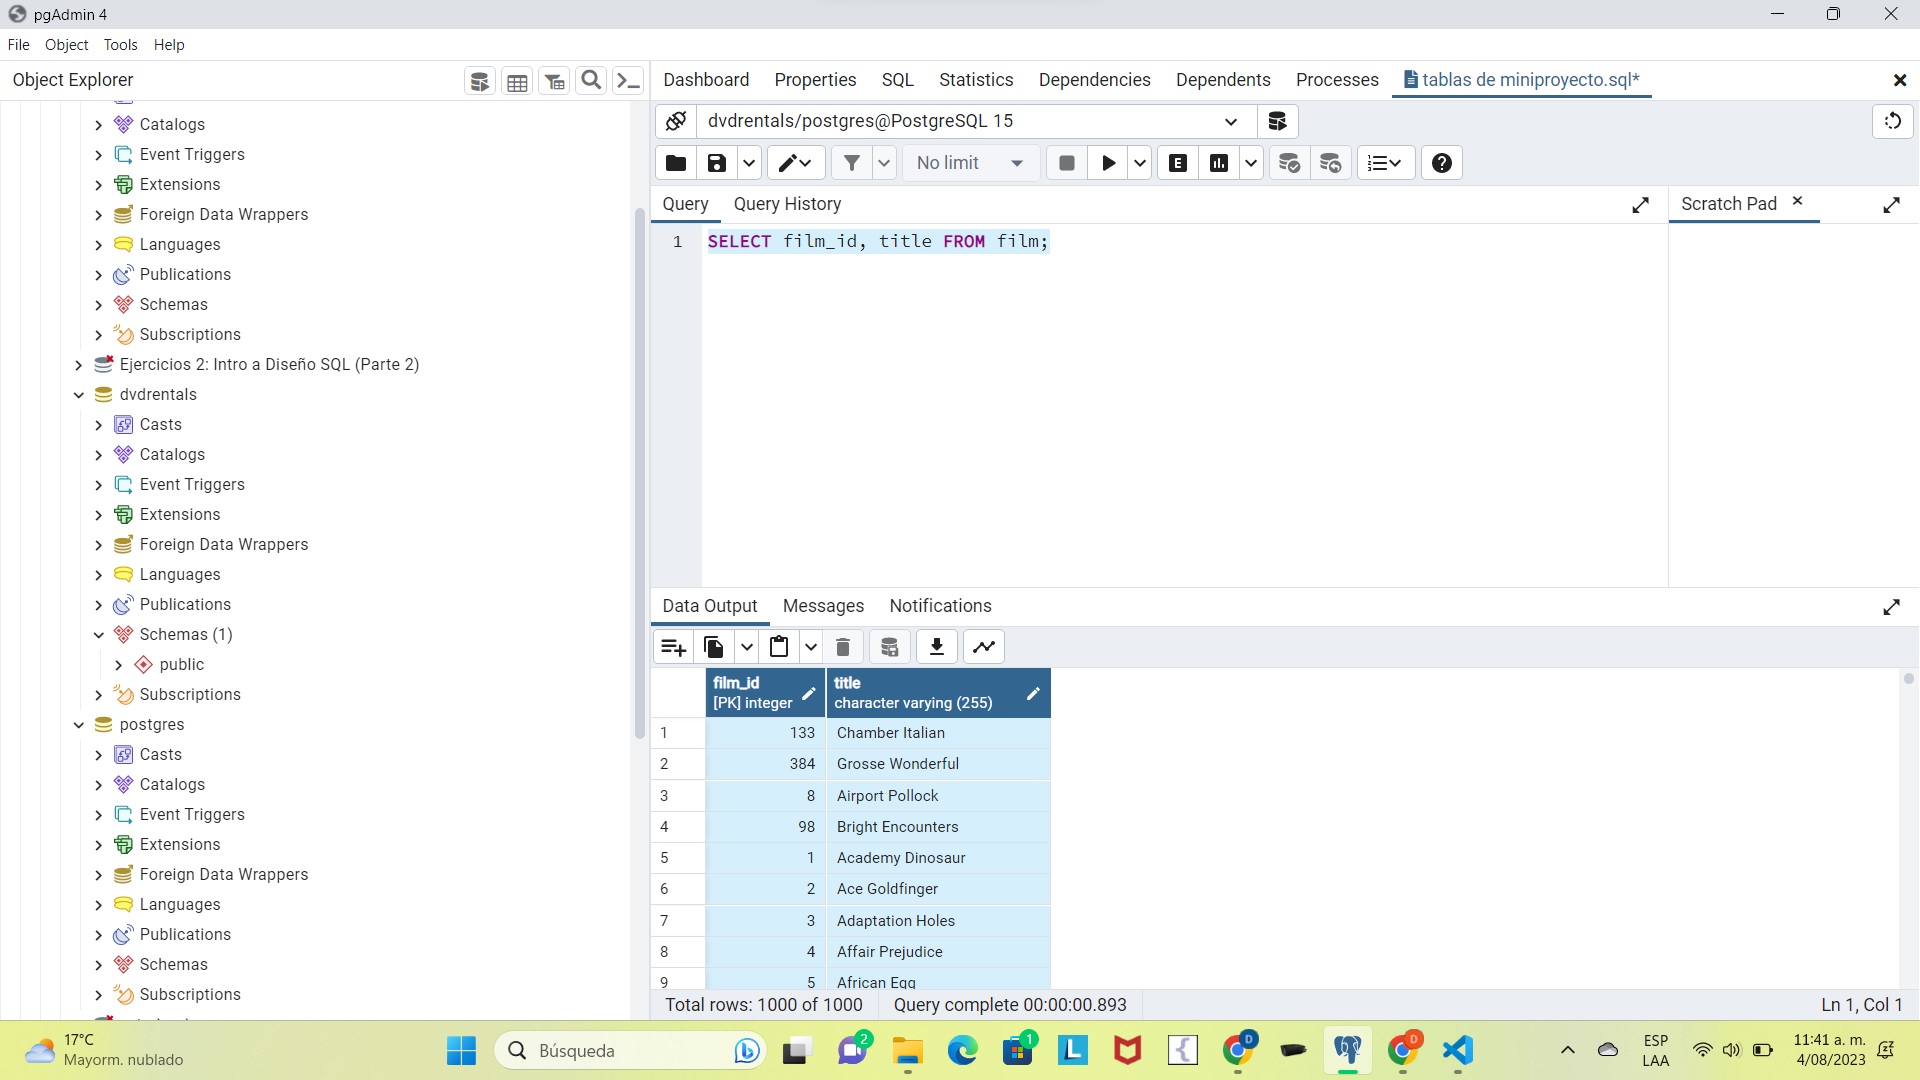 pgAdmin 4
File Object Tools Help
Object Explorer
Catalogs
Event Triggers
Extensions
Foreign Data Wrappers
Languages
Publications
Schemas
Subscriptions
Ejercicios 2: Intro a Diseño SQL (Parte 2)
dvdrentals
Casts
Catalogs
Event Triggers
Extensions
Foreign Data Wrappers
Languages
Publications
Schemas (1)
public
Subscriptions
postgres
Casts
Catalogs
Event Triggers
Extensions
Foreign Data Wrappers
Languages
Publications
Schemas
Subscriptions
Dashboard Properties SQL Statistics Dependencies Dependents Processes tablas de miniproyecto.sql*
dvdrentals/postgres@PostgreSQL 15
No limit
E
Query Query History
Scratch Pad
1 SELECT film_id, title FROM film;
Data Output Messages Notifications
film_id title
[PK] integer character varying (255)
1 133 Chamber Italian
2 384 Grosse Wonderful
3 8 Airport Pollock
4 98 Bright Encounters
5 1 Academy Dinosaur
6 2 Ace Goldfinger
7 3 Adaptation Holes
8 4 Affair Prejudice
9 5 African Egg
Total rows: 1000 of 1000 Query complete 00:00:00.893 Ln 1, Col 1
17°C
Mayorm. nublado
Búsqueda
2
1
L
D
D
ESP
LAA
11:41 a. m.
4/08/2023